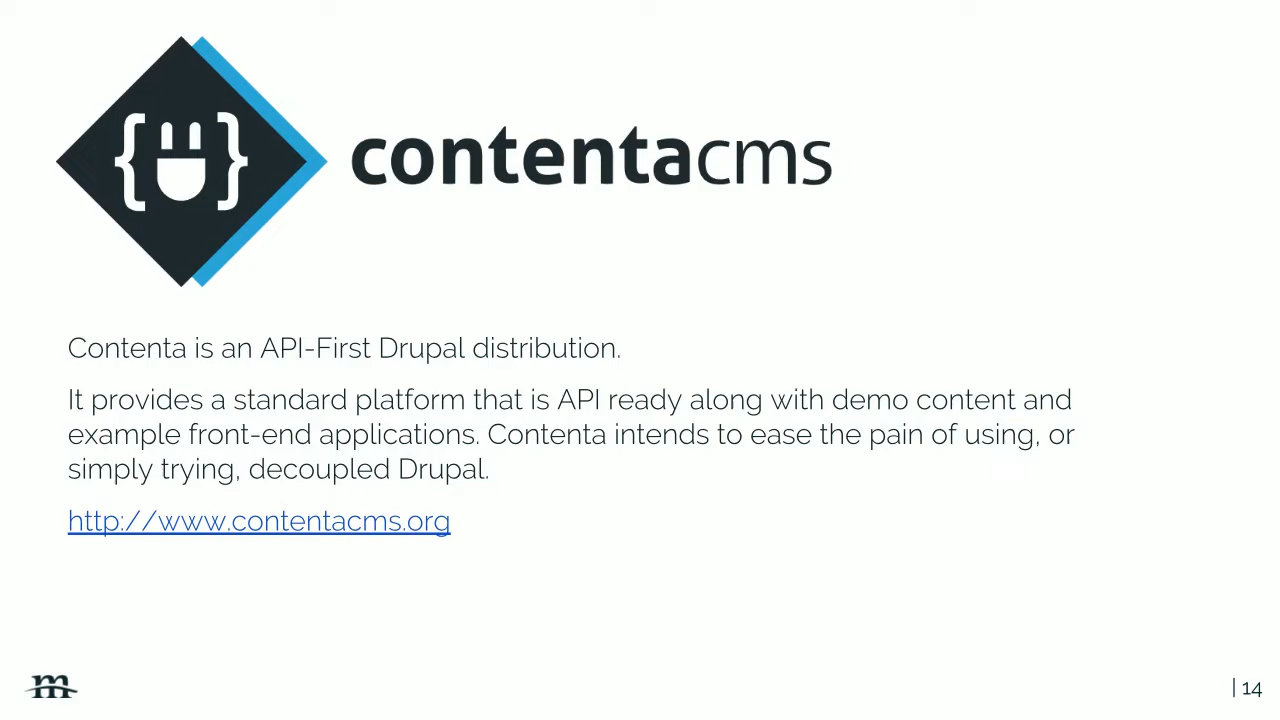 contentacms
Contenta is an API-First Drupal distribution.
It provides a standard platform that is API ready along with demo content and
example front-end applications. Contenta intends to ease the pain of using, or
simply trying, decoupled Drupal.
http://www.contentacms.org
m
| 14